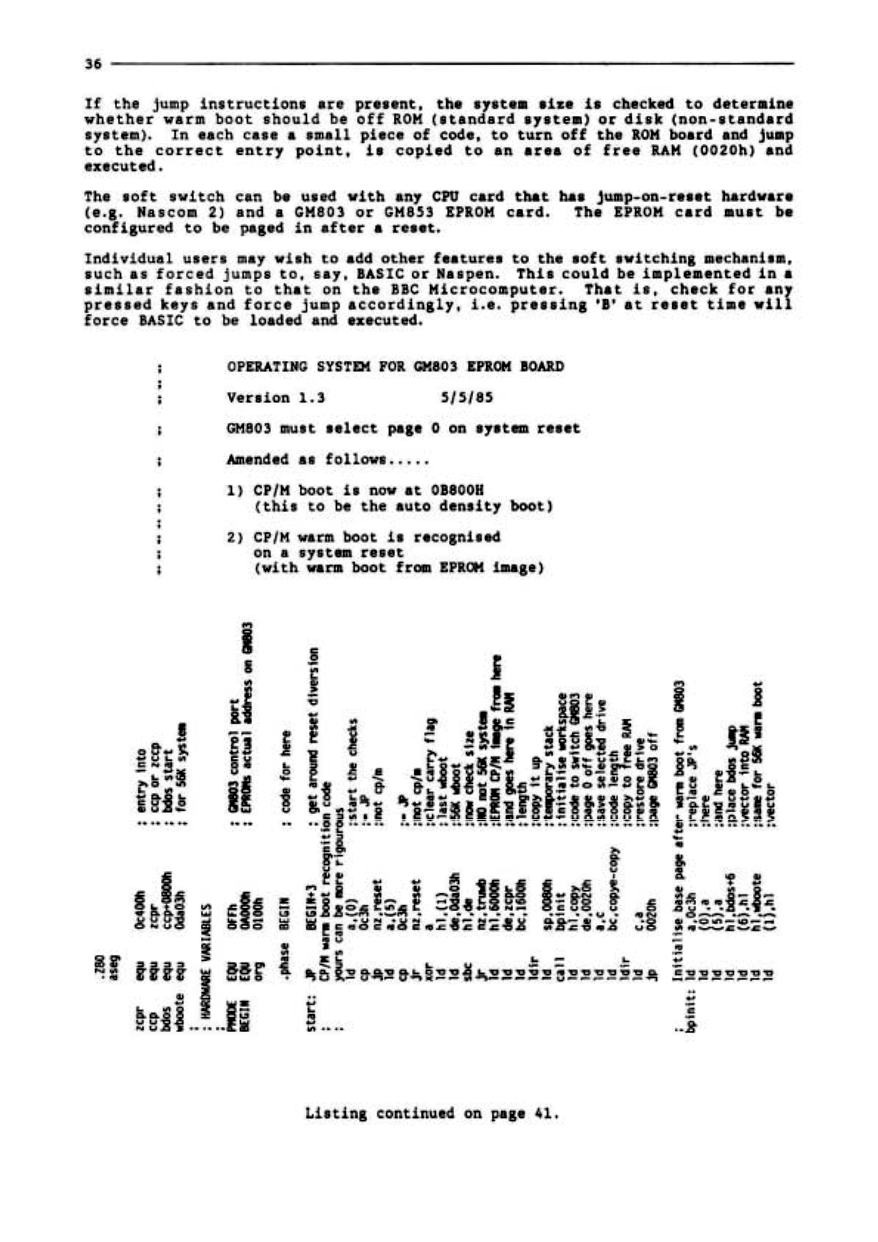 36
If the jump instructions are present, the system size is checked to determine
whether warm boot should be off ROM (standard system) or disk (non-standard
system). In each case a small piece of code, to turn off the ROM board and jump
to the correct entry point, is copied to an area of free RAM (0020h) and
executed.
The soft switch can be used with any CPU card that has jump-on-reset hardware
(e.g. Nascom 2) and a GM803 or GM853 EPROM card. The EPROM card must be
configured to be paged in after a reset.
Individual users may wish to add other features to the soft switching mechanism,
such as forced jumps to, say, BASIC or Naspen. This could be implemented in a
similar fashion to that on the BBC Microcomputer. That is, check for any
pressed keys and force jump accordingly, i.e. pressing 'B' at reset time will
force BASIC to be loaded and executed.
; OPERATING SYSTEM FOR GM803 EPROM BOARD
;
; Version 1.3 5/5/85
; GM803 must select page 0 on system reset
; Amended as follows.....
; 1) CP/M boot is now at 0B800H
; (this to be the auto density boot)
;
; 2) CP/M warm boot is recognised
; on a system reset
; (with warm boot from EPROM image)
.Z80
aseg
zcpr equ 0c400h ; entry into
ccp equ zcpr ; ccp or zccp
bdos equ ccp+0800h ; bdos start
wboote equ 0da03h ; for 56K system
;
; HARDWARE VARIABLES
;
PMODE EQU 0FFh ; GM803 control port
BEGIN EQU 0A000h ; EPROMs actual address on GM803
org 0100h
.phase BEGIN ; code for here
start: JP BEGIN+3 ; get around reset diversion
; CP/M warm boot recognition code
; yours can be more rigourous
ld a,(0) ;start the checks
cp 0c3h ;= JP
jp nz,reset ;not cp/m
ld a,(5)
cp 0c3h ;= JP
jr nz,reset ;not cp/m
xor a ;clear carry flag
ld hl,(1) ;last wboot
ld de,0da03h ;56K wboot
sbc hl,de ;now check size
jr nz,truwb ;NO not 56K system
ld hl,6000h ;EPROM CP/M image from here
ld de,zcpr ;and goes here in RAM
ld bc,1600h ;length
ldir ;copy it up
ld sp,0080h ;temporary stack
call bpinit ;initialise workspace
ld hl,copy ;code to switch GM803
ld de,0020h ;page 0 off goes here
ld a,c ;save selected drive
ld bc,copye-copy ;code length
ldir ;copy to free RAM
ld c,a ;restore drive
jp 0020h ;page GM803 off
; Initialise base page after warm boot from GM803
bpinit: ld a,0c3h ;replace JP's
ld (0),a ;here
ld (5),a ;and here
ld hl,bdos+6 ;place bdos jump
ld (6),hl ;vector into RAM
ld hl,wboote ;same for 56K warm boot
ld (1),hl ;vector
Listing continued on page 41.